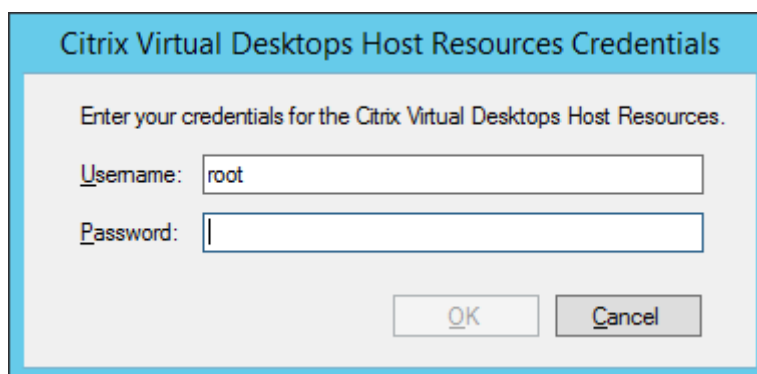 Citrix Virtual Desktops Host Resources Credentials
Enter your credentials for the Citrix Virtual Desktops Host Resources.
Username: root
Password:
OK Cancel